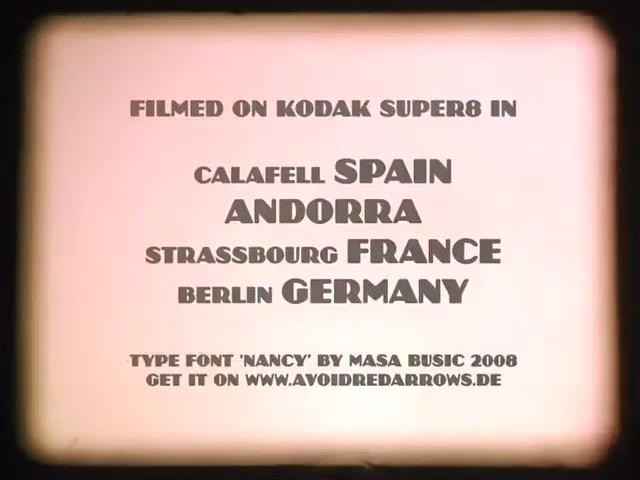 FILMED ON KODAK SUPER8 IN
CALAFELL SPAIN
ANDORRA
STRASSBOURG FRANCE
BERLIN GERMANY
TYPE FONT 'NANCY' BY MASA BUSIC 2008
GET IT ON WWW.AVOIDREDARROWS.DE